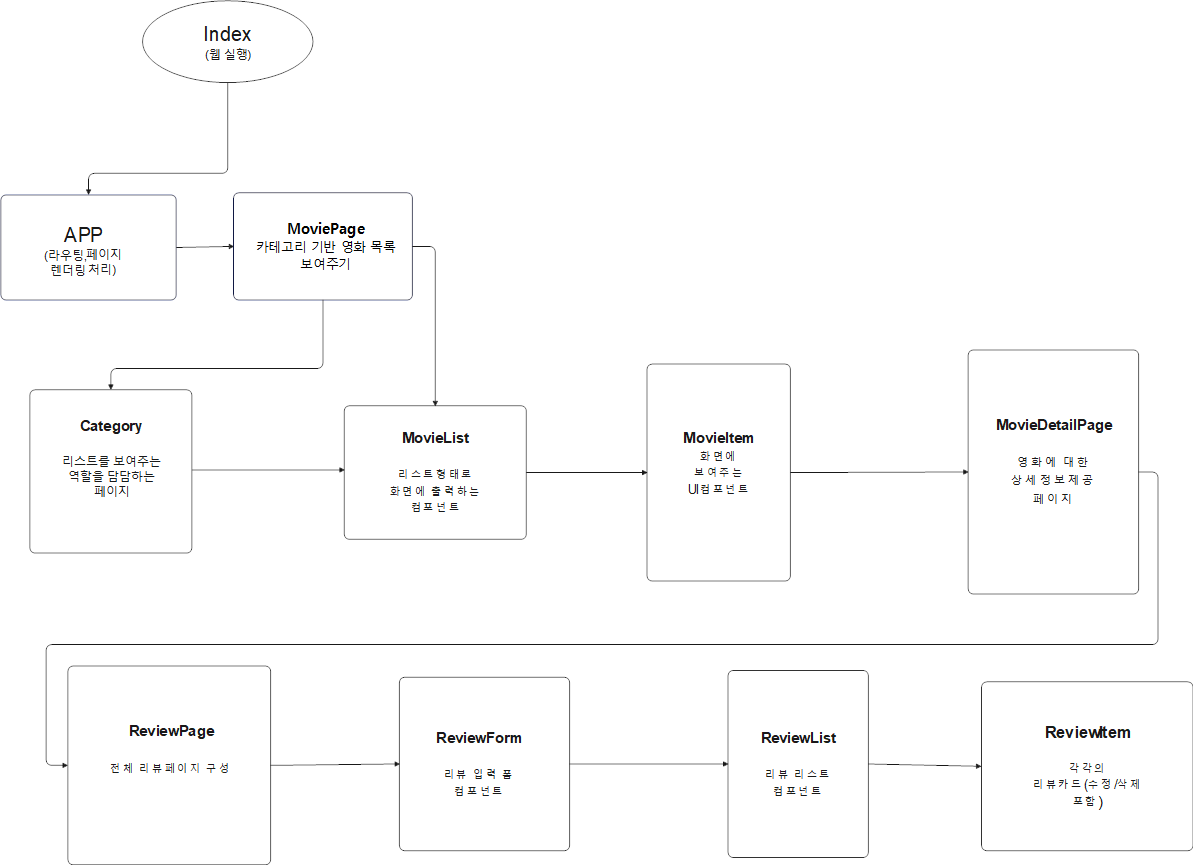 Index
(웹 실행)
APP
(라우팅,페이지
렌더링 처리)
MoviePage
카테고리 기반 영화 목록
보여주기
Category
리스트를 보여주는
역할을 담담하는
페이지
MovieList
리스트형태로
화면에 출력하는
컴포넌트
MovieItem
화면에
보여주는
UI컴포넌트
MovieDetailPage
영화에 대한
상세정보제공
페이지
ReviewPage
전체 리뷰페이지 구성
ReviewForm
리뷰 입력 폼
컴포넌트
ReviewList
리뷰 리스트
컴포넌트
ReviewItem
각각의
리뷰카드(수정/삭제
포함)